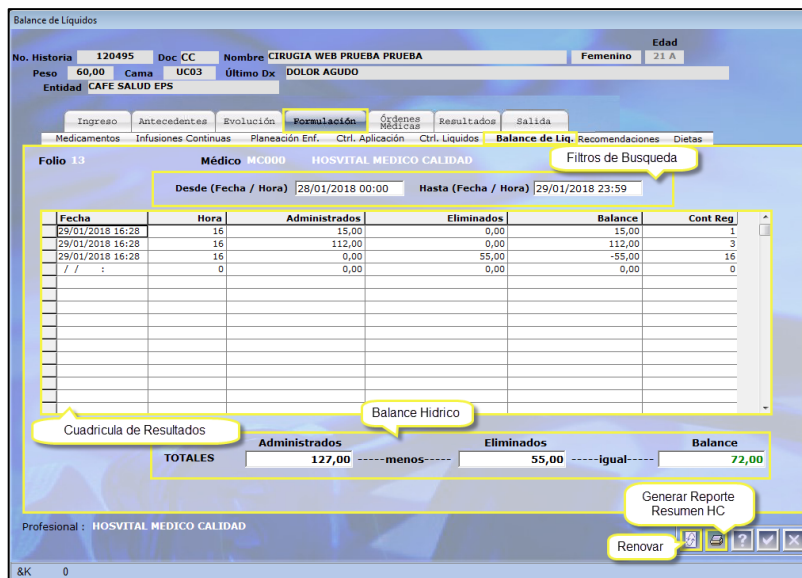 Balance de Líquidos
Edad
No. Historia 120495 Doc CC Nombre CIRUGIA WEB PRUEBA PRUEBA Femenino 21 A
Peso 60,00 Cama UC03 Último Dx DOLOR AGUDO
Entidad CAFE SALUD EPS
Ingreso Antecedentes Evolución Formulación Órdenes Médicas Resultados Salida
Medicamentos Infusiones Continuas Planeación Enf. Ctrl. Aplicación Ctrl. Liquidos Balance de Liq. Recomendaciones Dietas
Folio 13 Médico MC000 HOSVITAL MEDICO CALIDAD Filtros de Busqueda
Desde (Fecha / Hora) 28/01/2018 00:00 Hasta (Fecha / Hora) 29/01/2018 23:59
Fecha Hora Administrados Eliminados Balance Cont Reg
29/01/2018 16:28 16 15,00 0,00 15,00 1
29/01/2018 16:28 16 112,00 0,00 112,00 3
29/01/2018 16:28 16 0,00 55,00 -55,00 16
/ / : 0 0,00 0,00 0,00 0
Balance Hidrico
Cuadricula de Resultados
Administrados Eliminados Balance
TOTALES 127,00 -----menos----- 55,00 -----igual----- 72,00
Generar Reporte
Resumen HC
Profesional : HOSVITAL MEDICO CALIDAD
Renovar
&K 0